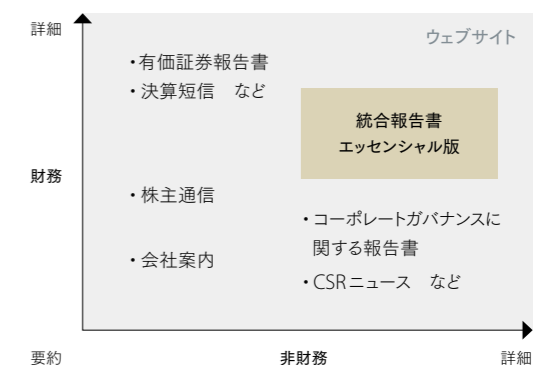 詳細
ウェブサイト
・有価証券報告書
・決算短信　など
統合報告書
エッセンシャル版
財務
・株主通信
・コーポレートガバナンスに
関する報告書
・会社案内
・CSRニュース　など
要約
非財務
詳細